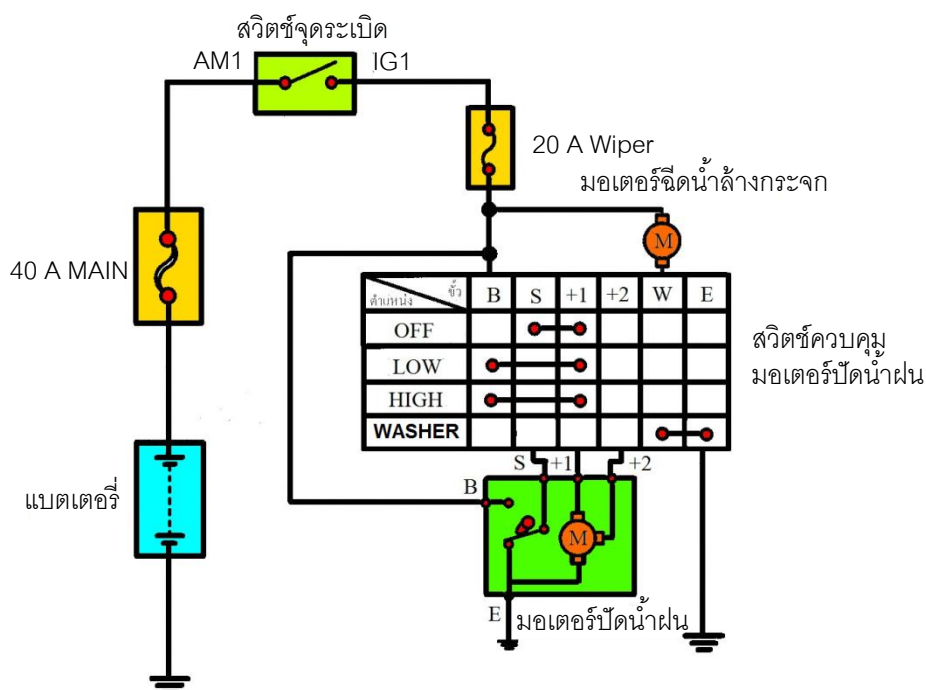 สวิตช์จุดระเบิด
AM1
IG1
20 A Wiper
มอเตอร์ฉีดน้ำล้างกระจก
M
40 A MAIN
ขั้ว
ตำแหน่ง
B S +1 +2 W E
OFF
LOW
HIGH
WASHER
สวิตช์ควบคุม
มอเตอร์ปัดน้ำฝน
S +1 +2
B
แบตเตอรี่
M
E
มอเตอร์ปัดน้ำฝน